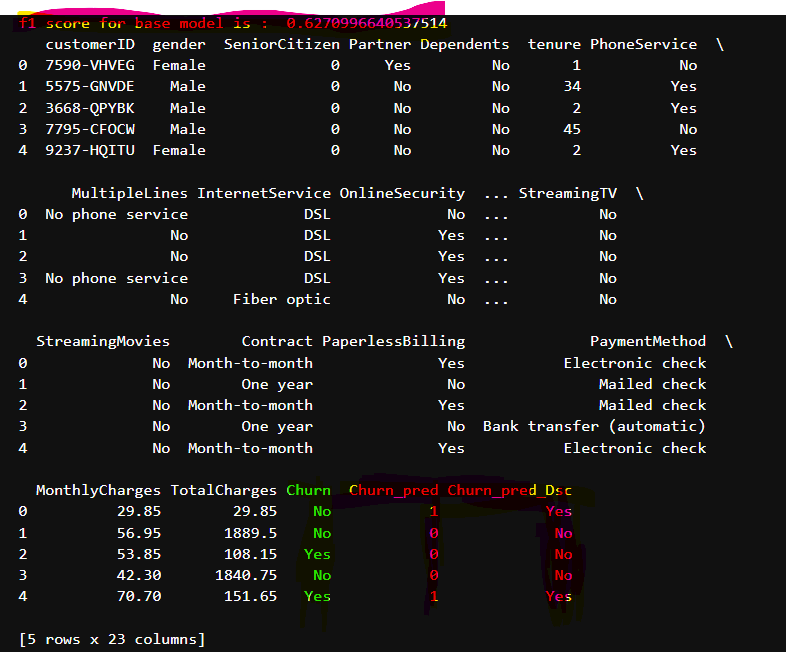 f1 score for base model is :  0.6270996640537514
customerID  gender  SeniorCitizen Partner Dependents  tenure PhoneService  \
0  7590-VHVEG  Female              0     Yes         No       1           No
1  5575-GNVDE    Male              0      No         No      34          Yes
2  3668-QPYBK    Male              0      No         No       2          Yes
3  7795-CFOCW    Male              0      No         No      45           No
4  9237-HQITU  Female              0      No         No       2          Yes
MultipleLines InternetService OnlineSecurity  ... StreamingTV  \
0  No phone service             DSL             No  ...          No
1                No             DSL            Yes  ...          No
2                No             DSL            Yes  ...          No
3  No phone service             DSL            Yes  ...          No
4                No     Fiber optic             No  ...          No
StreamingMovies        Contract PaperlessBilling              PaymentMethod  \
0              No  Month-to-month              Yes           Electronic check
1              No        One year               No               Mailed check
2              No  Month-to-month              Yes               Mailed check
3              No        One year               No  Bank transfer (automatic)
4              No  Month-to-month              Yes           Electronic check
MonthlyCharges TotalCharges Churn  Churn_pred Churn_pred_Dsc
0          29.85        29.85    No           1            Yes
1          56.95       1889.5    No           0             No
2          53.85       108.15   Yes           0             No
3          42.30      1840.75    No           0             No
4          70.70       151.65   Yes           1            Yes
[5 rows x 23 columns]